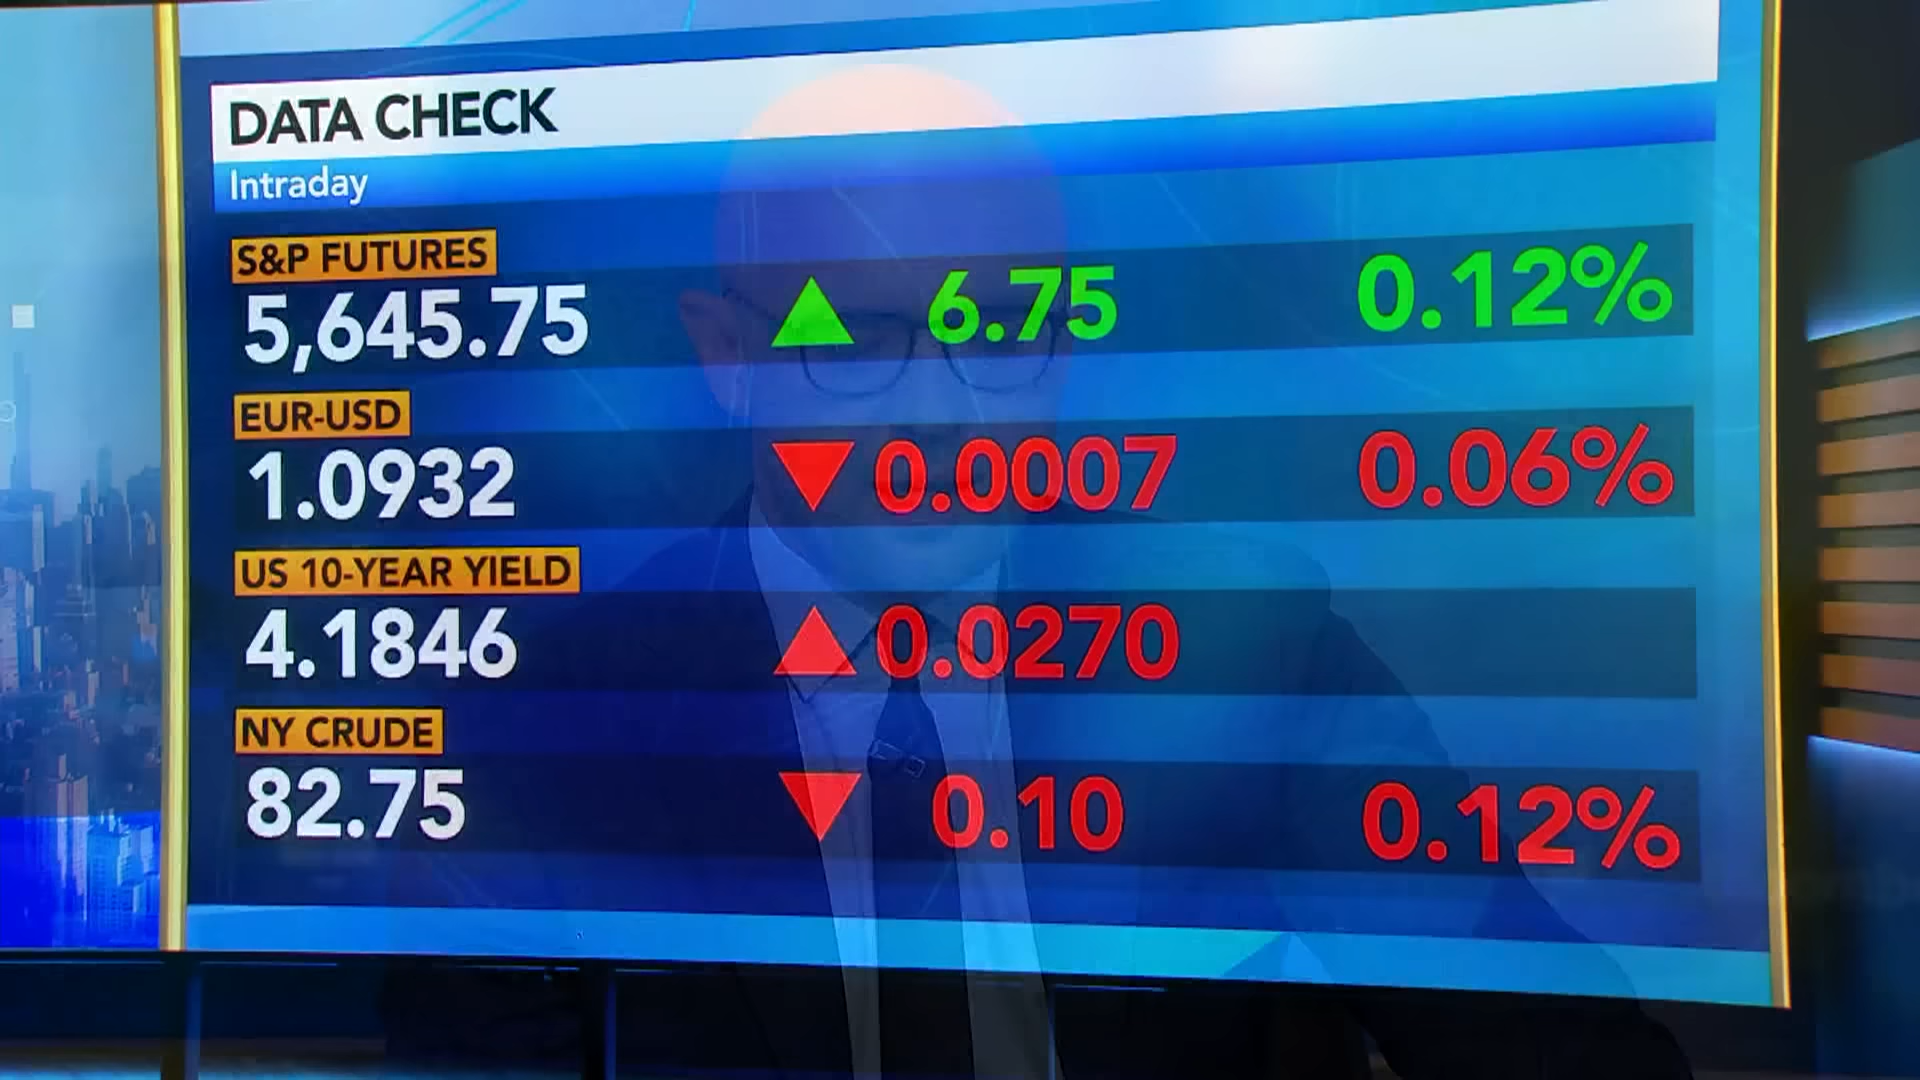 DATA CHECK
Intraday
S&P FUTURES
5,645.75 ▲ 6.75 0.12%
EUR-USD
1.0932 ▼ 0.0007 0.06%
US 10-YEAR YIELD
4.1846 ▲ 0.0270
NY CRUDE
82.75 ▼ 0.10 0.12%